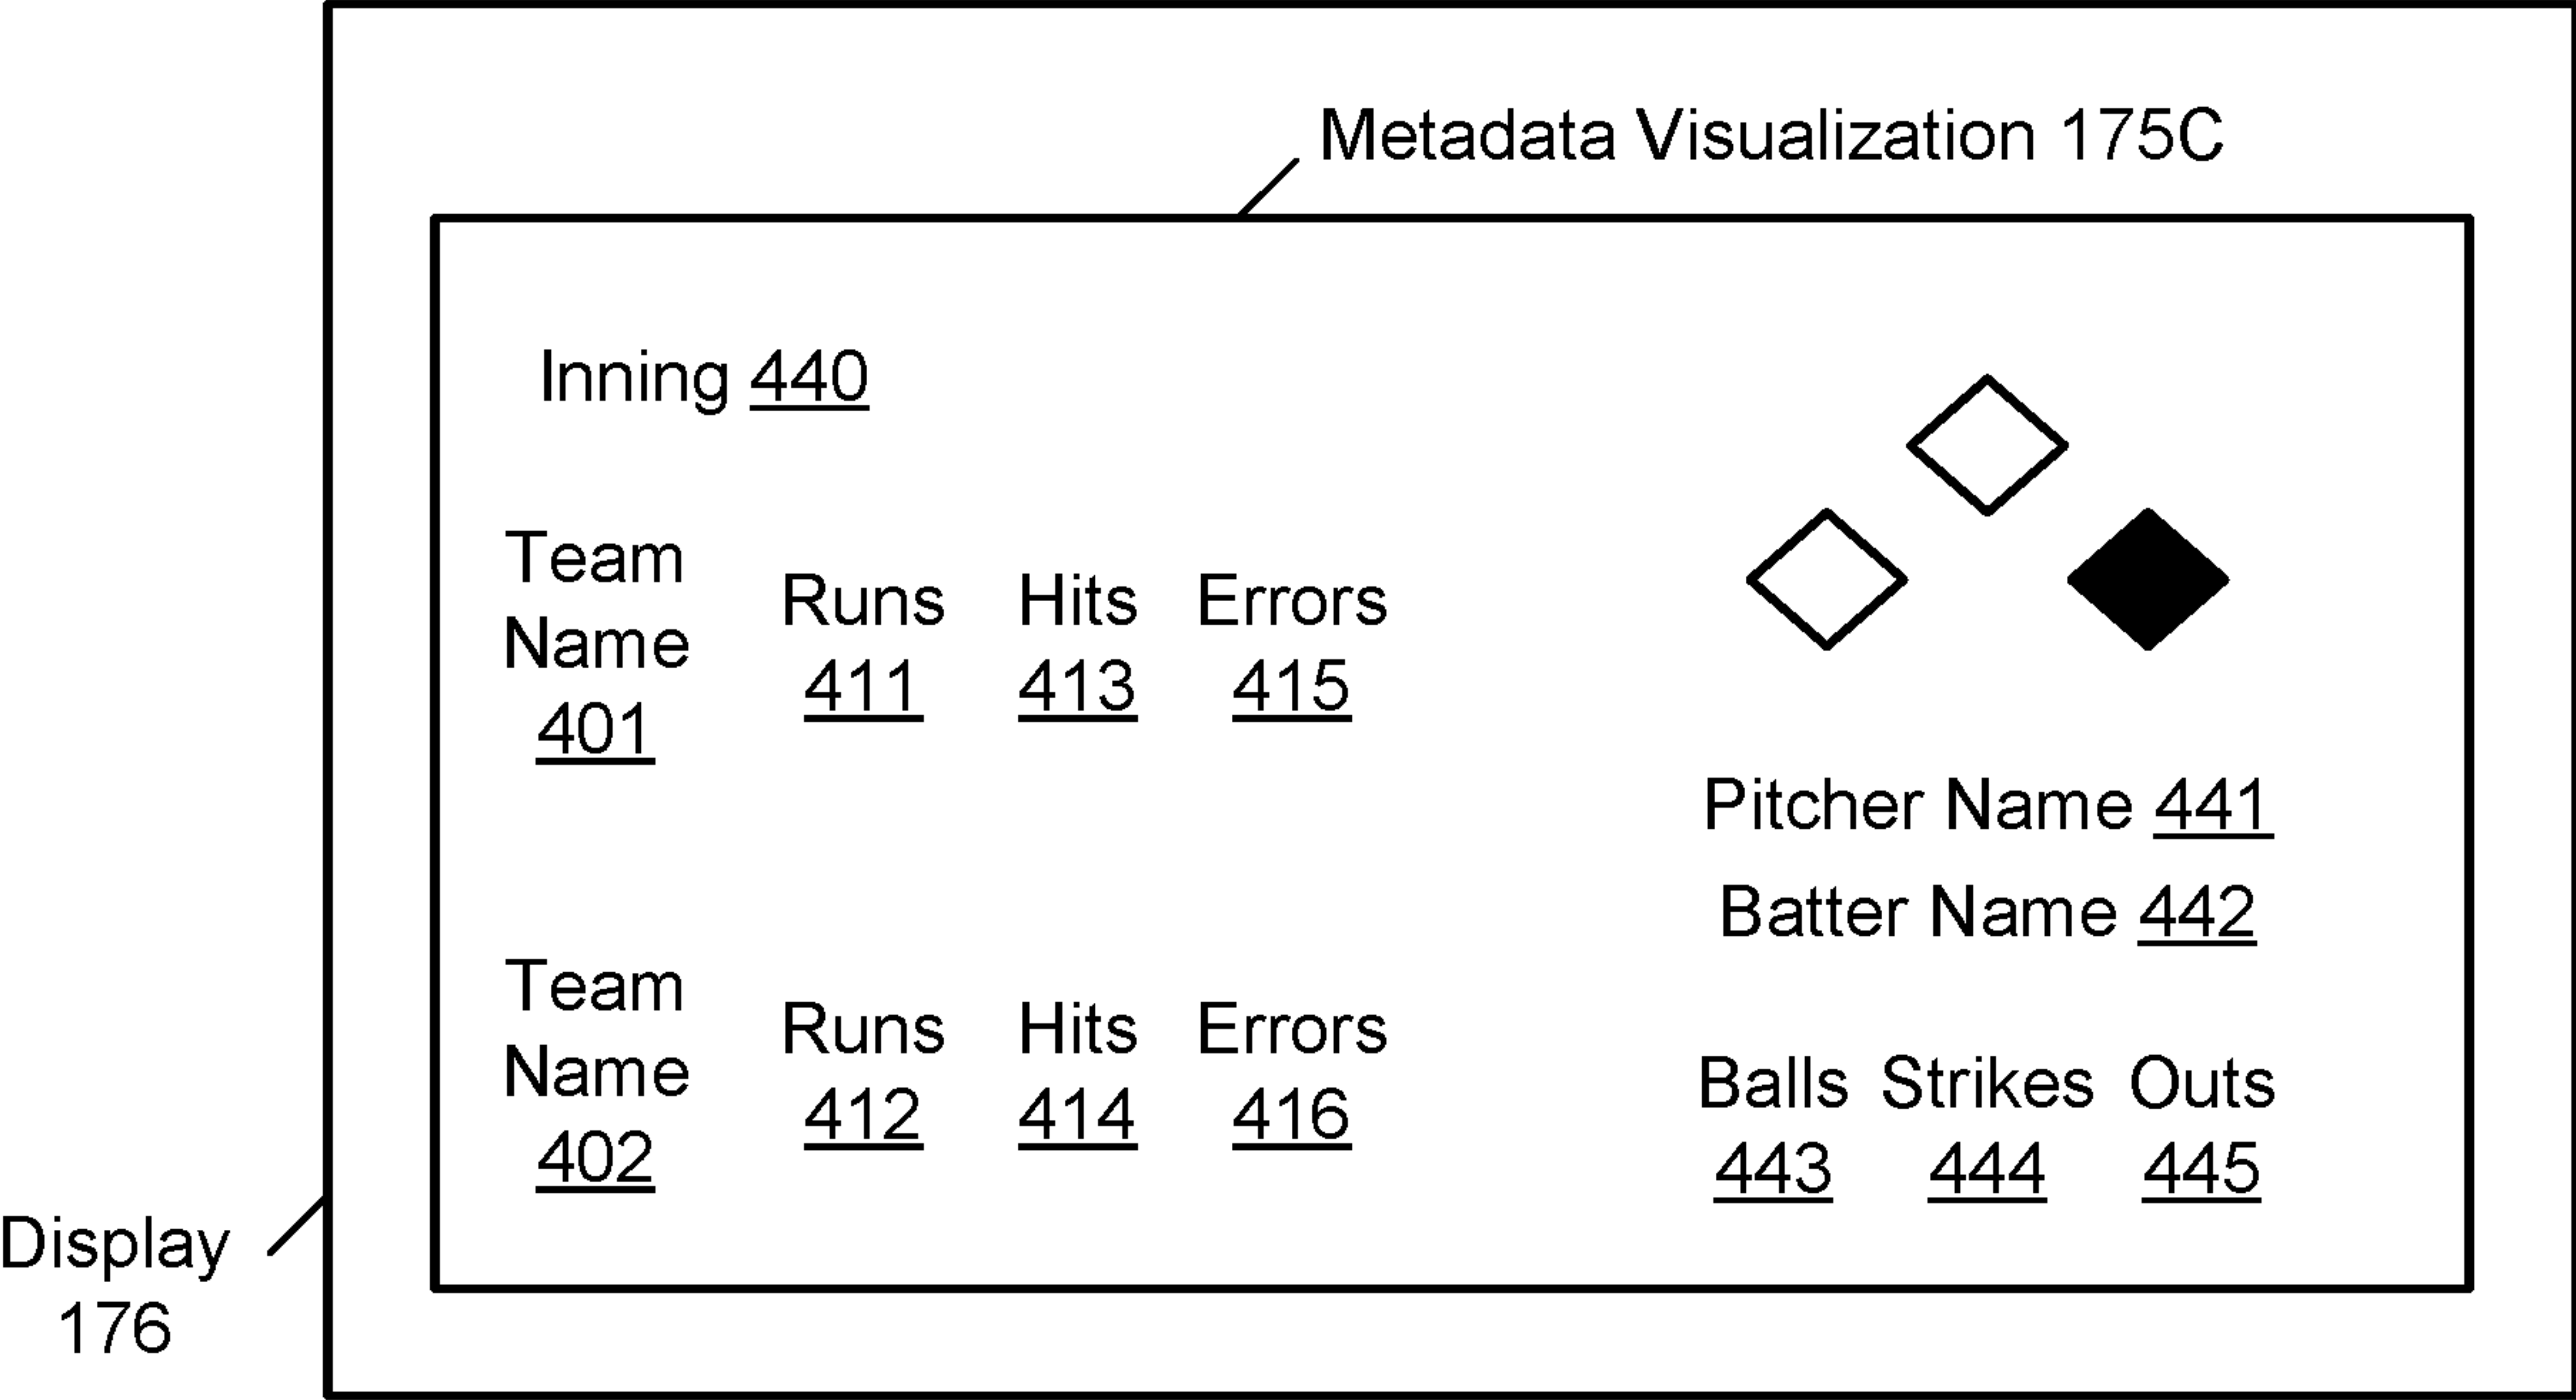 Metadata Visualization 175C
Inning 440
Team
Name
401
Runs Hits Errors
411 413 415
Pitcher Name 441
Batter Name 442
Team
Name
402
Runs Hits Errors
412 414 416
Balls Strikes Outs
443 444 445
Display
176